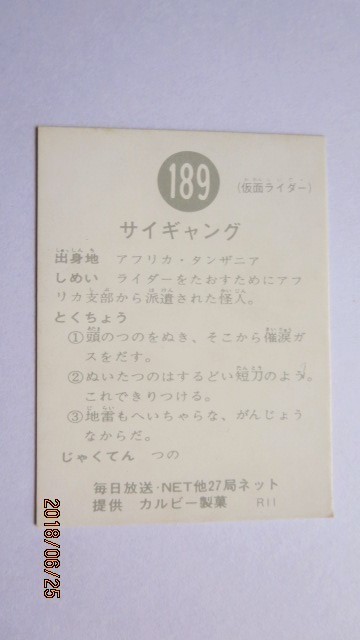 189
(仮面ライダー)
サイギャング
出身地 アフリカ・タンザニア
しめい ライダーをたおすためにアフ
リカ支部から派遣された怪人。
とくちょう
①頭のつのをぬき、そこから催涙ガ
スをだす。
②ぬいたつのはするどい短刀のよう。
これできりつける。
③地雷もへいちゃらな、がんじょう
なからだ。
じゃくてん つの
毎日放送・NET他27局ネット
提供 カルビー製菓 R11
2018/06/25